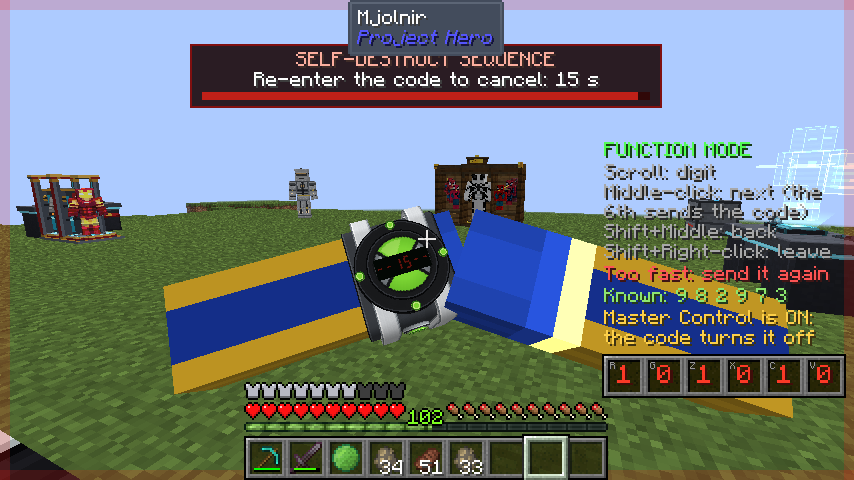 Mjolnir
Project Hero
SELF-DESTRUCT SEQUENCE
Re-enter the code to cancel: 15 s
FUNCTION MODE
Scroll: digit
Middle-click: next (the
6th sends the code)
Shift+Middle: back
Shift+Right-click: leave
Too fast: send it again
Known: 9 8 2 9 7 3
Master Control is ON:
the code turns it off
R 1 G 0 Z 1 X 0 C 1 V 0
15
102
34 51 33